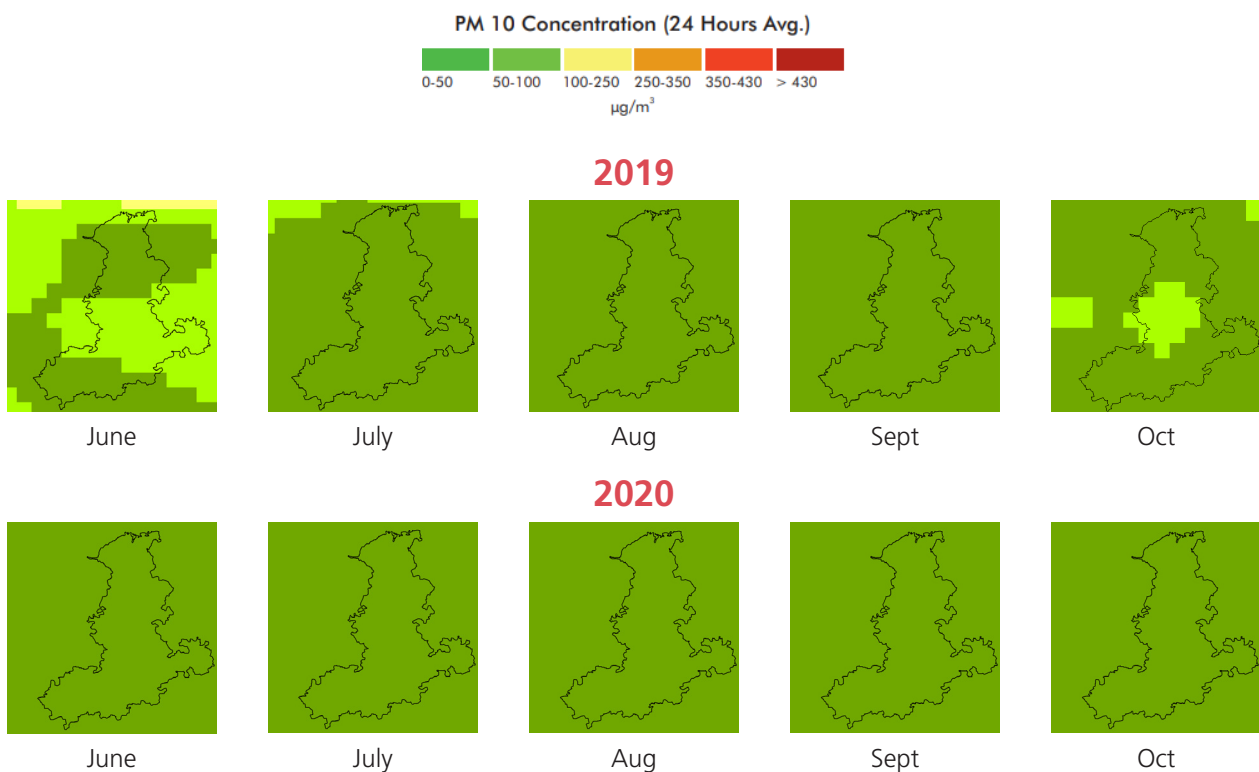 PM 10 Concentration (24 Hours Avg.)
0-50 50-100 100-250 250-350 350-430 > 430
µg/m³
2019
June July Aug Sept Oct
2020
June July Aug Sept Oct